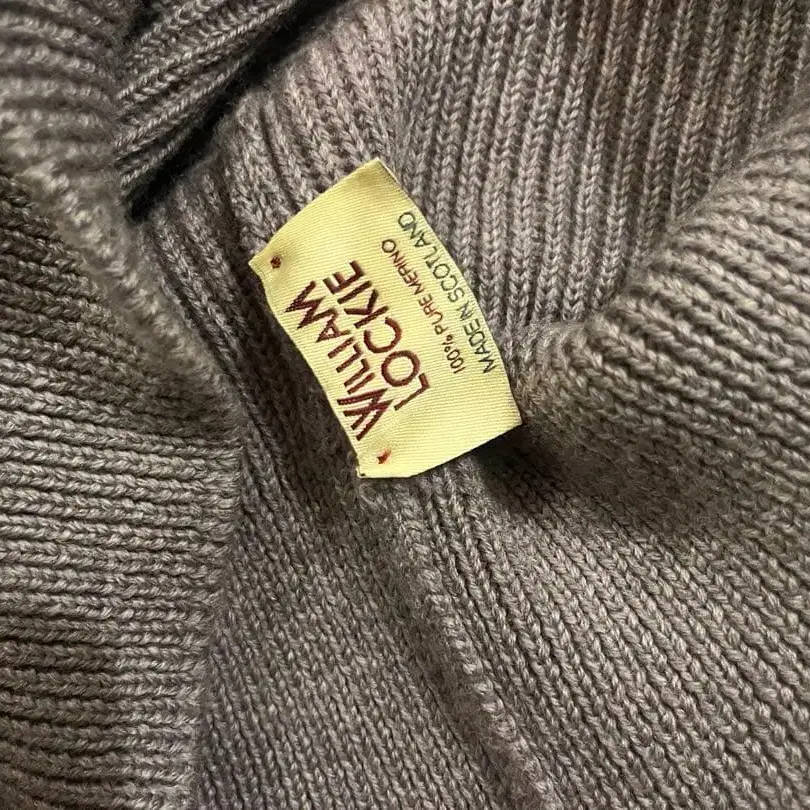 WILLIAM
LOCKIE
100% PURE MERINO
MADE IN SCOTLAND